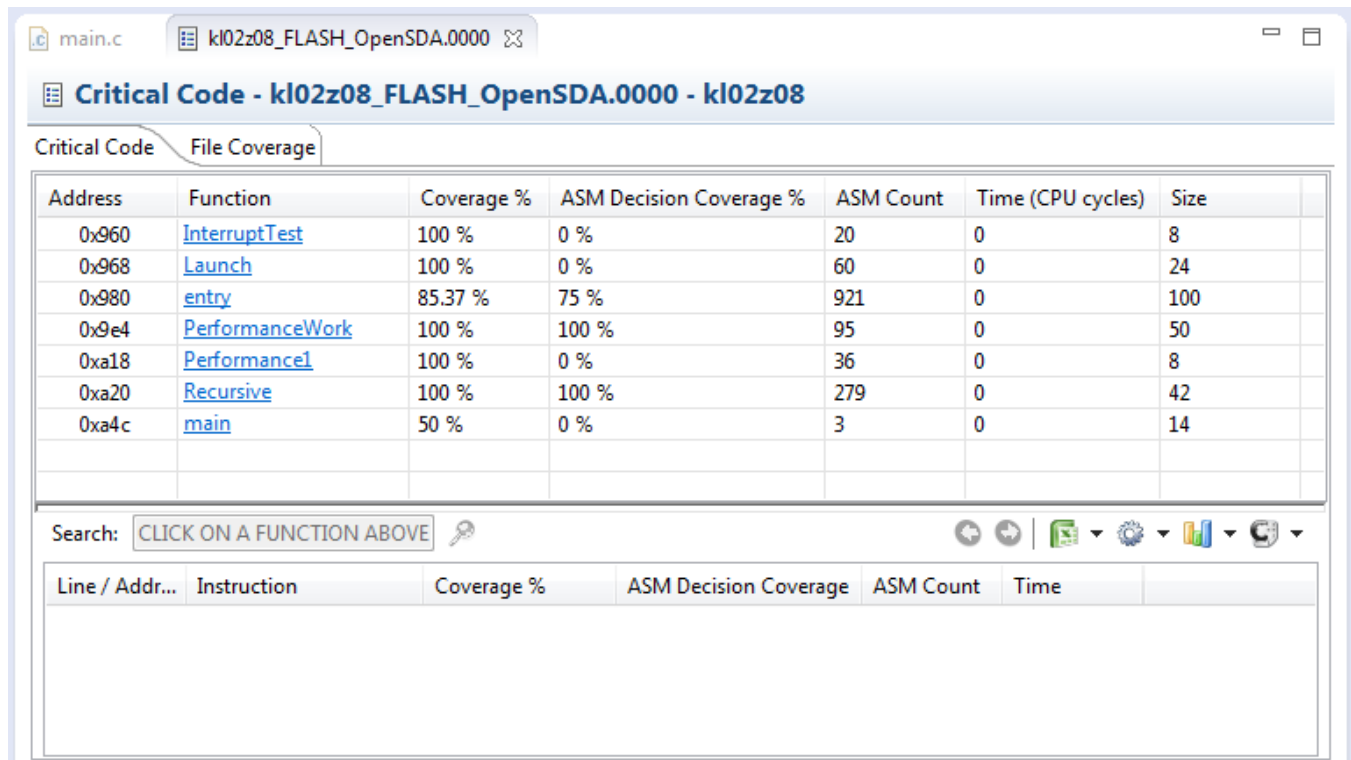 main.c kl02z08_FLASH_OpenSDA.0000
Critical Code - kl02z08_FLASH_OpenSDA.0000 - kl02z08
Critical Code File Coverage
Address Function Coverage % ASM Decision Coverage % ASM Count Time (CPU cycles) Size
0x960 InterruptTest 100 % 0 % 20 0 8
0x968 Launch 100 % 0 % 60 0 24
0x980 entry 85.37 % 75 % 921 0 100
0x9e4 PerformanceWork 100 % 100 % 95 0 50
0xa18 Performance1 100 % 0 % 36 0 8
0xa20 Recursive 100 % 100 % 279 0 42
0xa4c main 50 % 0 % 3 0 14
Search: CLICK ON A FUNCTION ABOVE
Line / Addr... Instruction Coverage % ASM Decision Coverage ASM Count Time